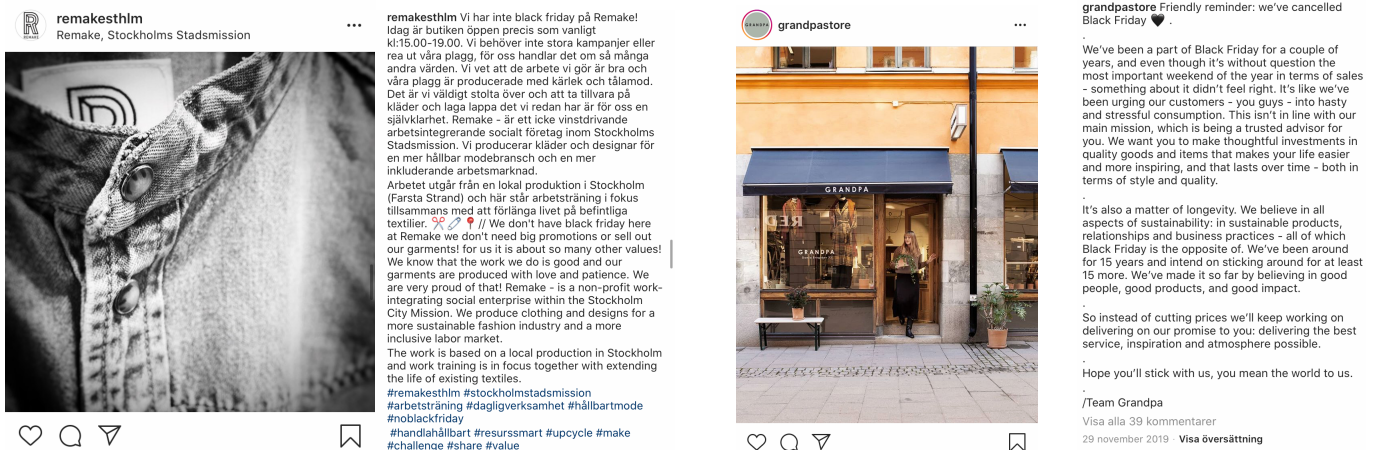 remakesthlm
Remake, Stockholms Stadsmission
R
REMAKE
remakesthlm Vi har inte black friday på Remake!
Idag är butiken öppen precis som vanligt
kl:15.00-19.00. Vi behöver inte stora kampanjer eller
rea ut våra plagg, för oss handlar det om så många
andra värden. Vi vet att de arbete vi gör är bra och
våra plagg är producerade med kärlek och tålamod.
Det är vi väldigt stolta över och att ta tillvara på
kläder och laga lappa det vi redan har är för oss en
självklarhet. Remake - är ett icke vinstdrivande
arbetsintegrerande socialt företag inom Stockholms
Stadsmission. Vi producerar kläder och designar för
en mer hållbar modebransch och en mer
inkluderande arbetsmarknad.
Arbetet utgår från en lokal produktion i Stockholm
(Farsta Strand) och här står arbetsträning i fokus
tillsammans med att förlänga livet på befintliga
textilier. ✂️🧷📍 // We don't have black friday here
at Remake we don't need big promotions or sell out
our garments! for us it is about so many other values!
We know that the work we do is good and our
garments are produced with love and patience. We
are very proud of that! Remake - is a non-profit work-
integrating social enterprise within the Stockholm
City Mission. We produce clothing and designs for a
more sustainable fashion industry and a more
inclusive labor market.
The work is based on a local production in Stockholm
and work training is in focus together with extending
the life of existing textiles.
#remakesthlm #stockholmstadsmission
#arbetsträning #dagligverksamhet #hållbartmode
#noblackfriday
#handlahållbart #resurssmart #upcycle #make
#challenge #share #value
GRANDPA
grandpastore
GRANDPA
RED
GRANDPA
grandpastore Friendly reminder: we've cancelled
Black Friday 🖤 .
.
We've been a part of Black Friday for a couple of
years, and even though it's without question the
most important weekend of the year in terms of sales
- something about it didn't feel right. It's like we've
been urging our customers - you guys - into hasty
and stressful consumption. This isn't in line with our
main mission, which is being a trusted advisor for
you. We want you to make thoughtful investments in
quality goods and items that makes your life easier
and more inspiring, and that lasts over time - both in
terms of style and quality.
.
It's also a matter of longevity. We believe in all
aspects of sustainability: in sustainable products,
relationships and business practices - all of which
Black Friday is the opposite of. We've been around
for 15 years and intend on sticking around for at least
15 more. We've made it so far by believing in good
people, good products, and good impact.
.
So instead of cutting prices we'll keep working on
delivering on our promise to you: delivering the best
service, inspiration and atmosphere possible.
.
Hope you'll stick with us, you mean the world to us.
.
/Team Grandpa
Visa alla 39 kommentarer
29 november 2019 · Visa översättning